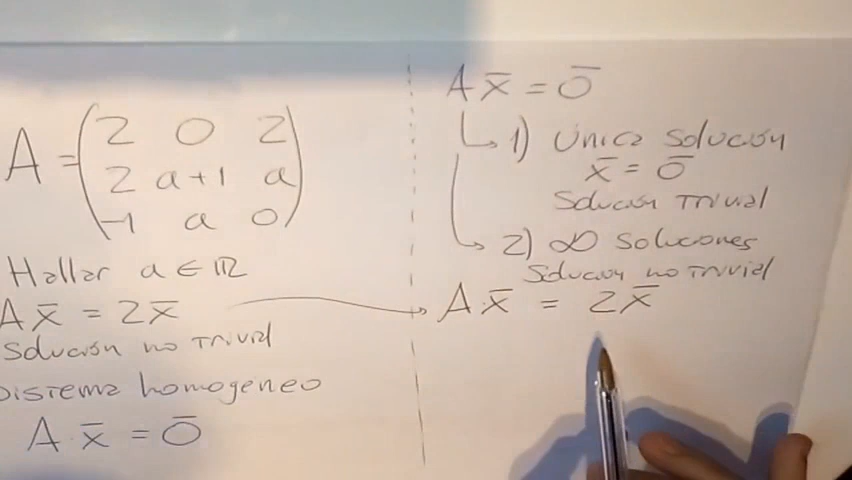 A = (2 0 2
2 a+1 a
-1 a 0)
Hallar a ∈ ℝ
A x̄ = 2x̄
Solución no trivial
Sistema homogeneo
A · x̄ = 0̄
A x̄ = 0̄
1) Unica solución
x̄ = 0̄
Solución trivial
2) ∞ soluciones
Solución no trivial
A · x̄ = 2x̄